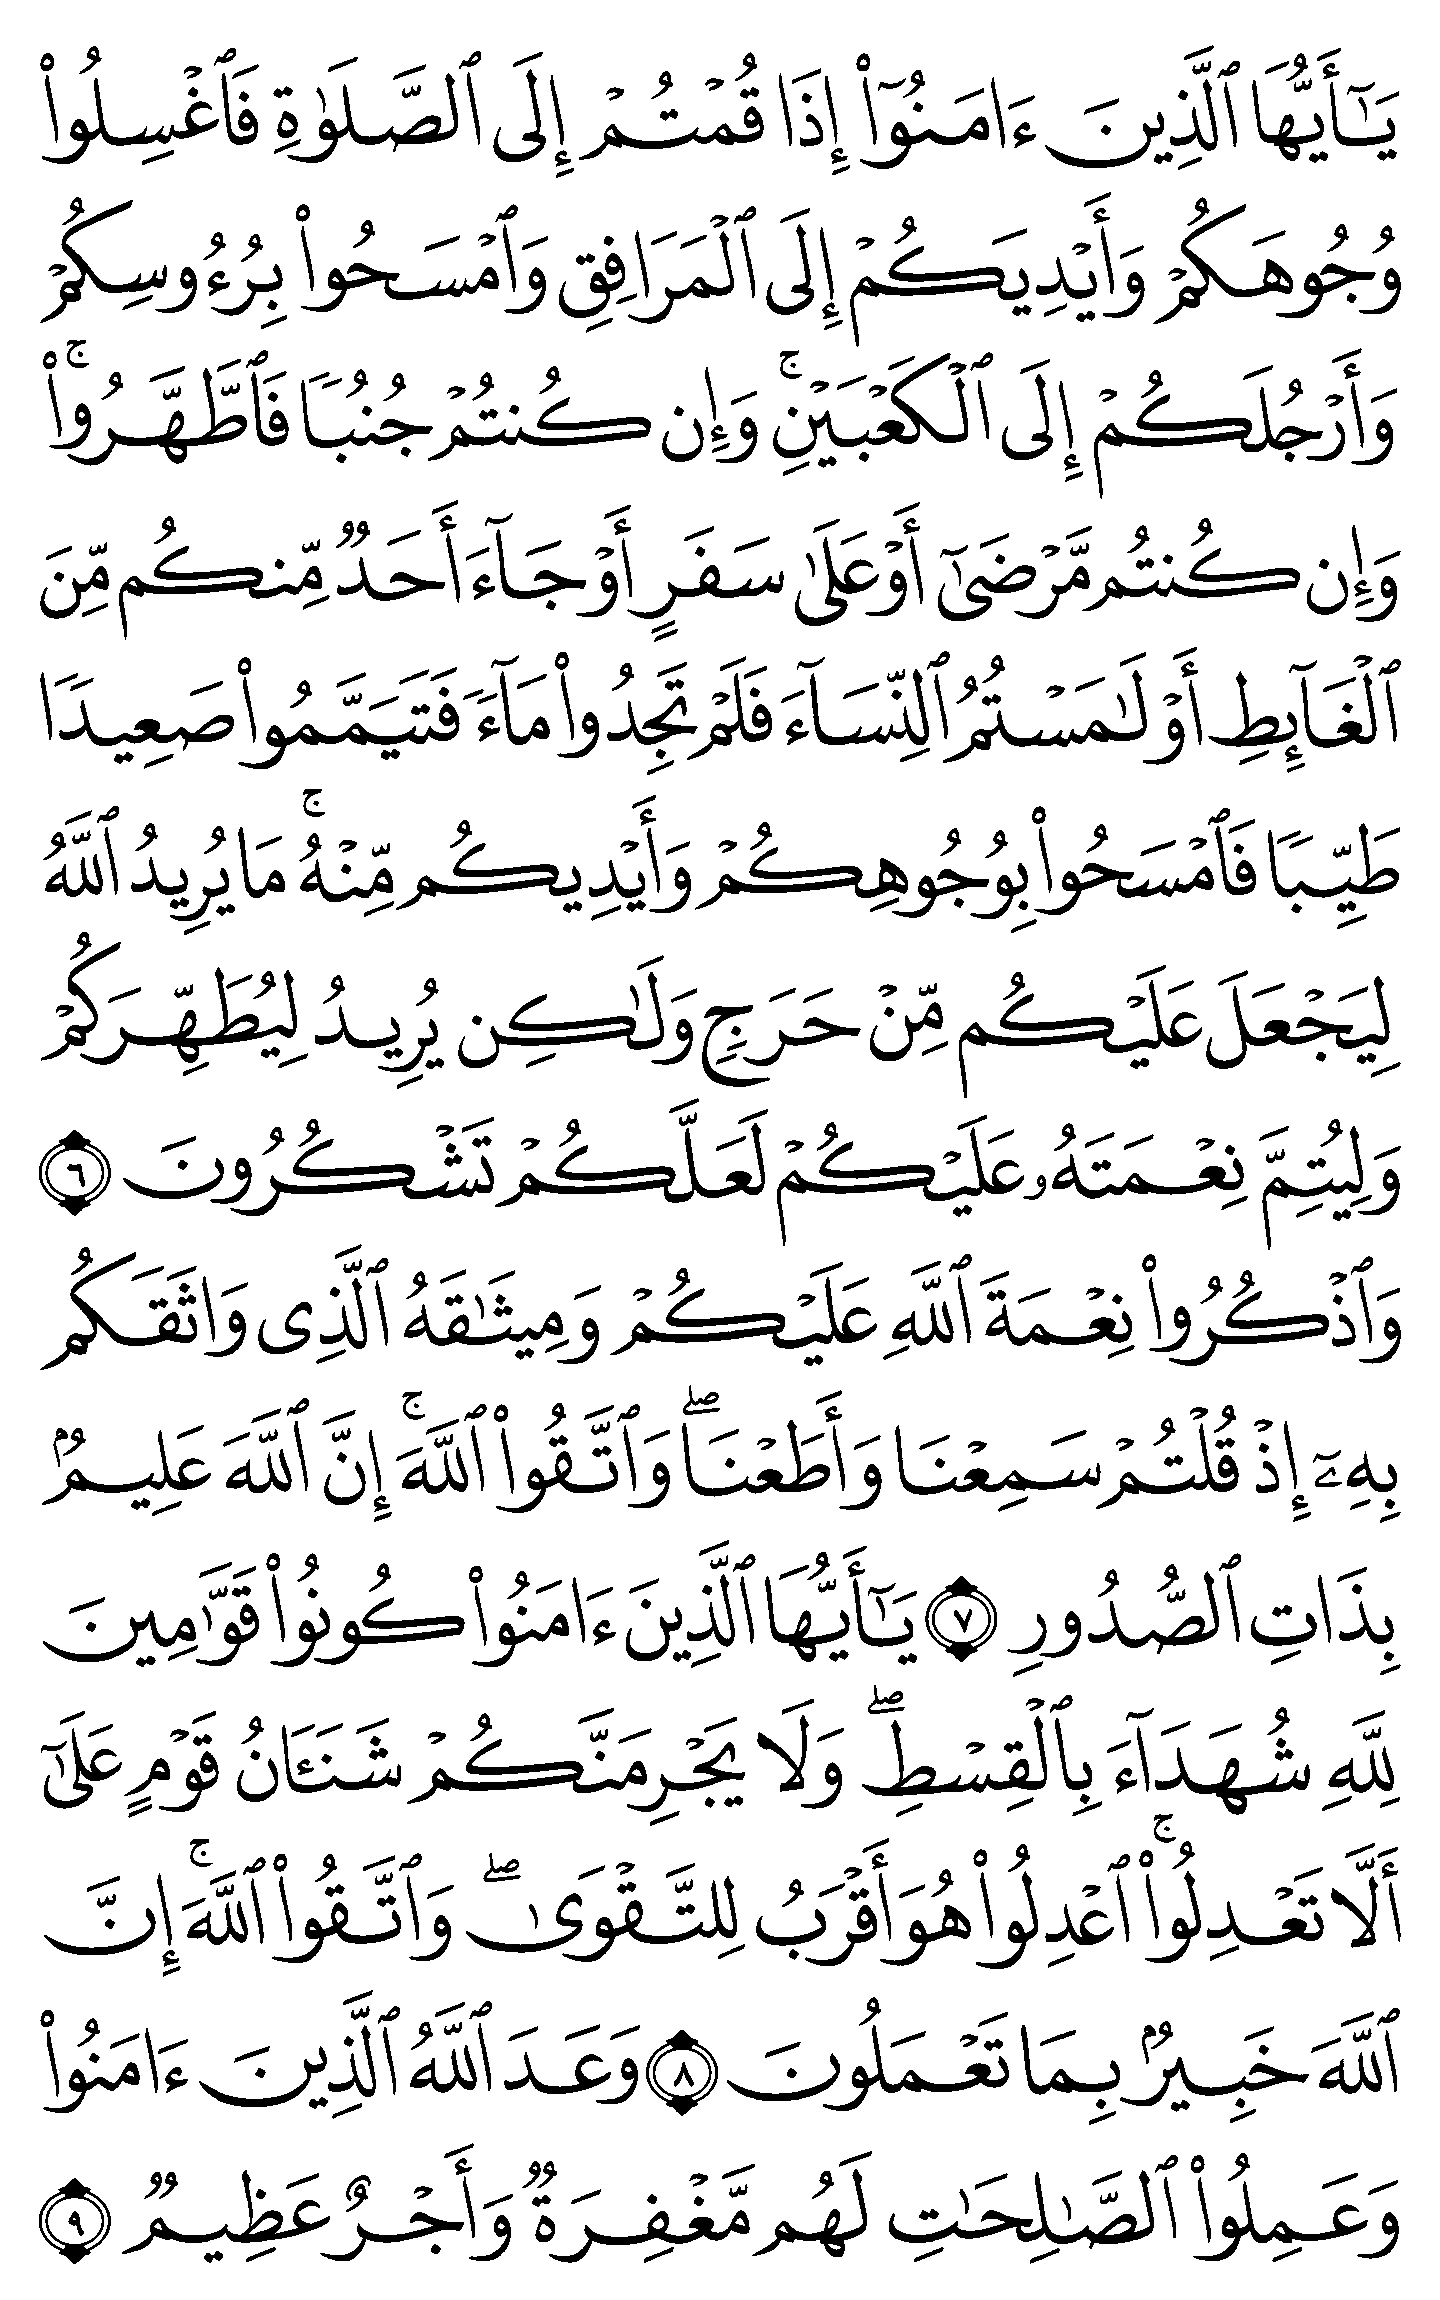 يَـٰٓأَيُّهَا ٱلَّذِينَ ءَامَنُوٓا۟ إِذَا قُمۡتُمۡ إِلَى ٱلصَّلَوٰةِ فَٱغۡسِلُوا۟
وُجُوهَكُمۡ وَأَيۡدِيَكُمۡ إِلَى ٱلۡمَرَافِقِ وَٱمۡسَحُوا۟ بِرُءُوسِكُمۡ
وَأَرۡجُلَكُمۡ إِلَى ٱلۡكَعۡبَيۡنِۚ وَإِن كُنتُمۡ جُنُبࣰا فَٱطَّهَّرُوا۟ۚ
وَإِن كُنتُم مَّرۡضَىٰٓ أَوۡ عَلَىٰ سَفَرٍ أَوۡ جَآءَ أَحَدࣱ مِّنكُم مِّنَ
ٱلۡغَآئِطِ أَوۡ لَـٰمَسۡتُمُ ٱلنِّسَآءَ فَلَمۡ تَجِدُوا۟ مَآءࣰ فَتَيَمَّمُوا۟ صَعِيدࣰا
طَيِّبࣰا فَٱمۡسَحُوا۟ بِوُجُوهِكُمۡ وَأَيۡدِيكُم مِّنۡهُۚ مَا يُرِيدُ ٱللَّهُ
لِيَجۡعَلَ عَلَيۡكُم مِّنۡ حَرَجࣲ وَلَـٰكِن يُرِيدُ لِيُطَهِّرَكُمۡ
وَلِيُتِمَّ نِعۡمَتَهُۥ عَلَيۡكُمۡ لَعَلَّكُمۡ تَشۡكُرُونَ ٦
وَٱذۡكُرُوا۟ نِعۡمَةَ ٱللَّهِ عَلَيۡكُمۡ وَمِيثَـٰقَهُ ٱلَّذِى وَاثَقَكُم
بِهِۦٓ إِذۡ قُلۡتُمۡ سَمِعۡنَا وَأَطَعۡنَاۖ وَٱتَّقُوا۟ ٱللَّهَۚ إِنَّ ٱللَّهَ عَلِيمُۢ
بِذَاتِ ٱلصُّدُورِ ٧ يَـٰٓأَيُّهَا ٱلَّذِينَ ءَامَنُوا۟ كُونُوا۟ قَوَّٰمِينَ
لِلَّهِ شُهَدَآءَ بِٱلۡقِسۡطِۖ وَلَا يَجۡرِمَنَّكُمۡ شَنَـَٔانُ قَوۡمٍ عَلَىٰٓ
أَلَّا تَعۡدِلُوا۟ۚ ٱعۡدِلُوا۟ هُوَ أَقۡرَبُ لِلتَّقۡوَىٰۖ وَٱتَّقُوا۟ ٱللَّهَۚ إِنَّ
ٱللَّهَ خَبِيرُۢ بِمَا تَعۡمَلُونَ ٨ وَعَدَ ٱللَّهُ ٱلَّذِينَ ءَامَنُوا۟
وَعَمِلُوا۟ ٱلصَّـٰلِحَـٰتِ لَهُم مَّغۡفِرَةࣱ وَأَجۡرٌ عَظِيمࣱ ٩